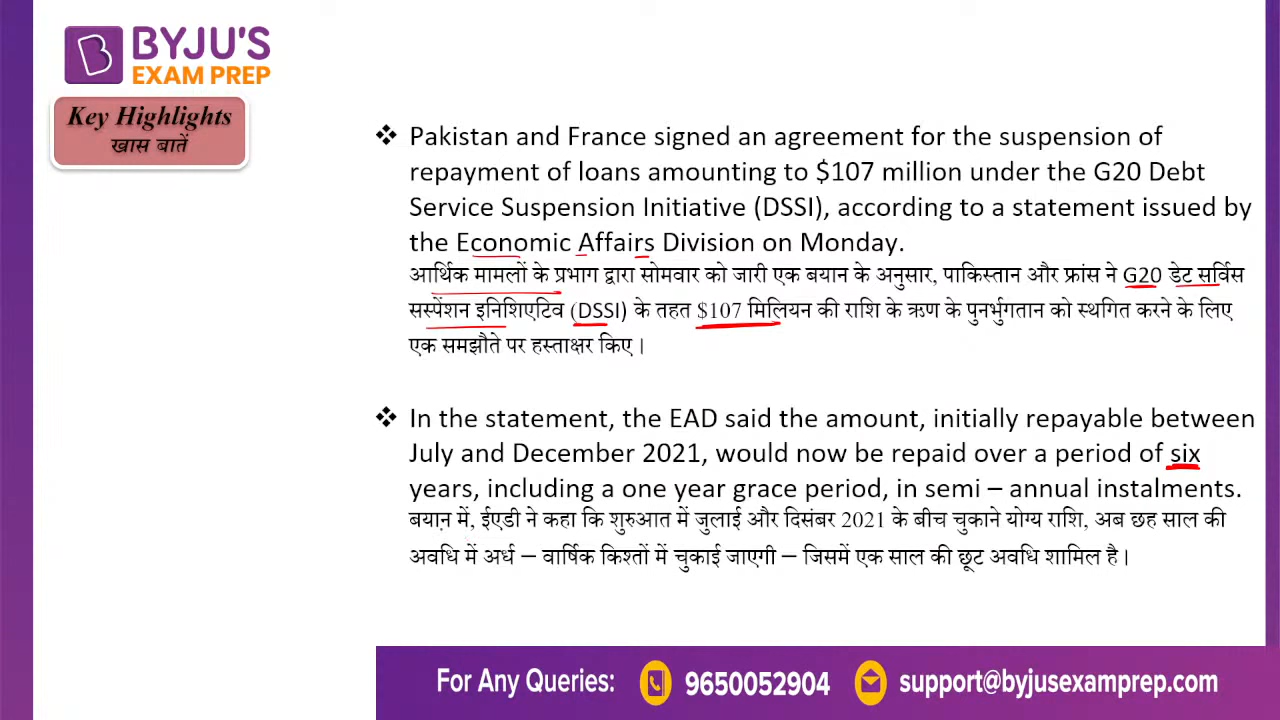 BYJU'S
EXAM PREP
Key Highlights
खास बातें
❖ Pakistan and France signed an agreement for the suspension of
repayment of loans amounting to $107 million under the G20 Debt
Service Suspension Initiative (DSSI), according to a statement issued by
the Economic Affairs Division on Monday.
आर्थिक मामलों के प्रभाग द्वारा सोमवार को जारी एक बयान के अनुसार, पाकिस्तान और फ्रांस ने G20 डेट सर्विस
सस्पेंशन इनिशिएटिव (DSSI) के तहत $107 मिलियन की राशि के ऋण के पुनर्भुगतान को स्थगित करने के लिए
एक समझौते पर हस्ताक्षर किए।
❖ In the statement, the EAD said the amount, initially repayable between
July and December 2021, would now be repaid over a period of six
years, including a one year grace period, in semi – annual instalments.
बयान में, ईएडी ने कहा कि शुरुआत में जुलाई और दिसंबर 2021 के बीच चुकाने योग्य राशि, अब छह साल की
अवधि में अर्ध – वार्षिक किश्तों में चुकाई जाएगी – जिसमें एक साल की छूट अवधि शामिल है।
For Any Queries: 9650052904 support@byjusexamprep.com